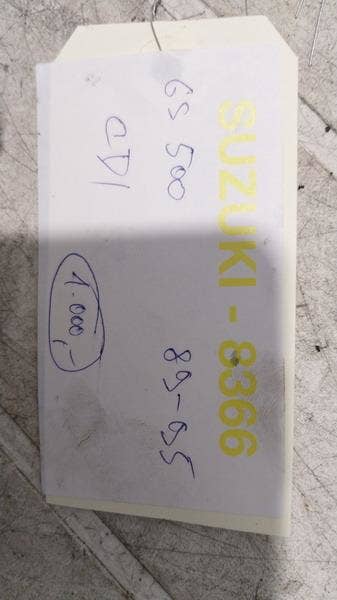 SUZUKI - 8366
GS 500 89-95
CDI
1.000,-